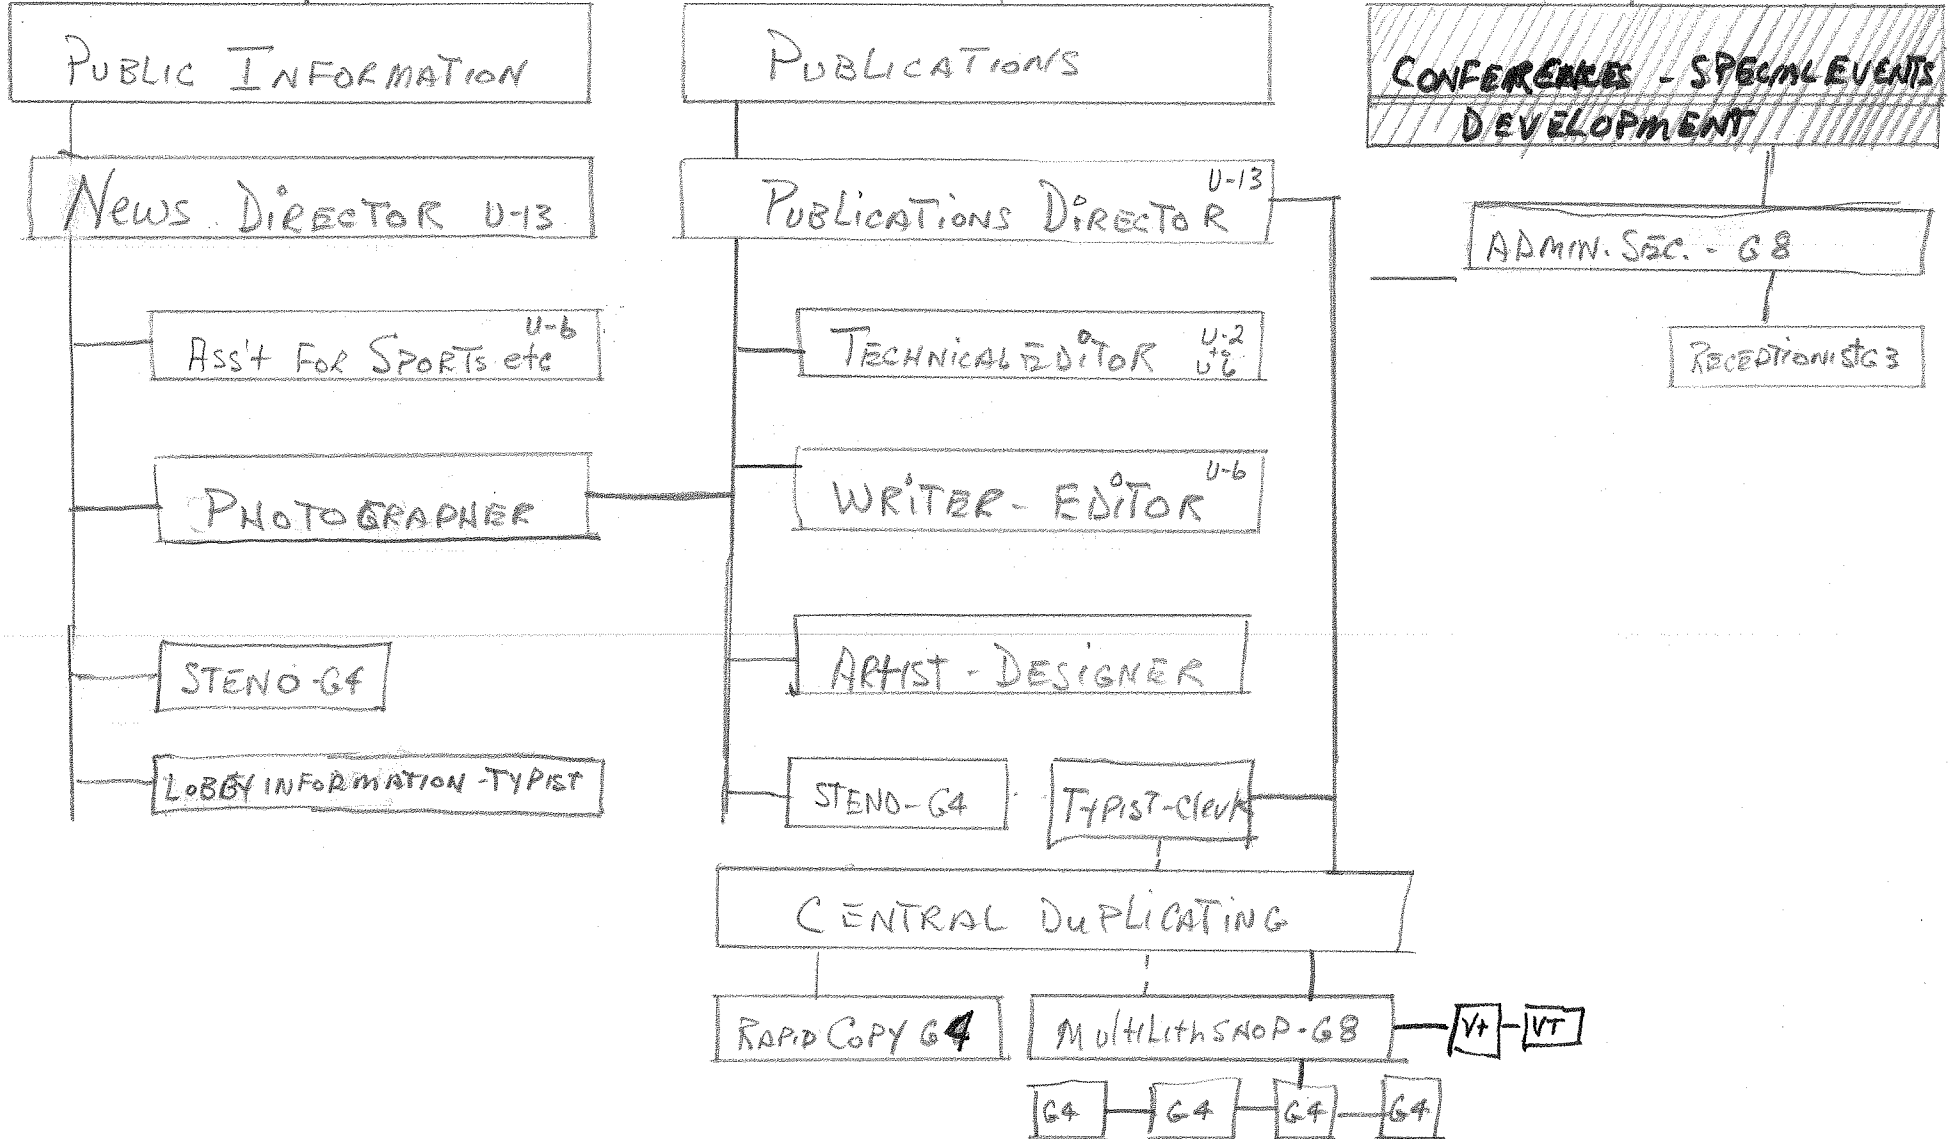 PUBLIC INFORMATION
NEWS DIRECTOR U-13
ASS't FOR SPORTS etc U-6
PHOTOGRAPHER
STENO-G4
LOBBY INFORMATION-TYPIST
PUBLICATIONS
PUBLICATIONS DIRECTOR U-13
TECHNICAL EDITOR U-2 to U-6
WRITER-EDITOR U-6
ARTIST-DESIGNER
STENO-G4
TYPIST-Clerk
CENTRAL DUPLICATING
RAPID COPY G4
MultiLith SHOP-G8
Vt
VT
G4
G4
G4
G4
CONFERENCES - SPECIAL EVENTS
DEVELOPMENT
ADMIN. SEC. - G8
RECEPTIONIST G3